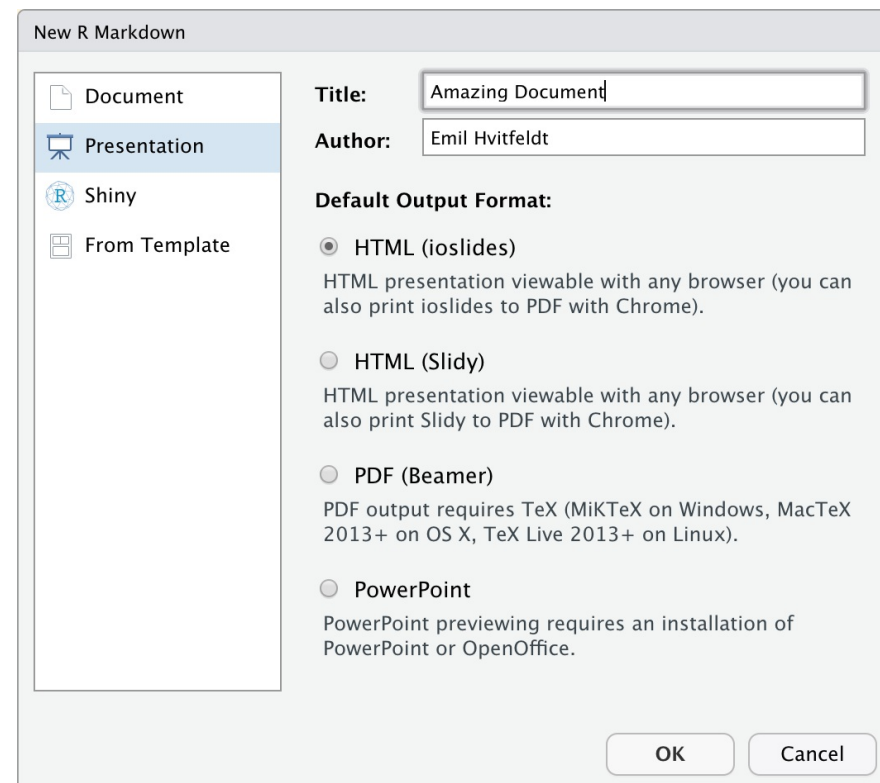 New R Markdown
Document
Presentation
R Shiny
From Template
Title: Amazing Document
Author: Emil Hvitfeldt
Default Output Format:
HTML (ioslides)
HTML presentation viewable with any browser (you can
also print ioslides to PDF with Chrome).
HTML (Slidy)
HTML presentation viewable with any browser (you can
also print Slidy to PDF with Chrome).
PDF (Beamer)
PDF output requires TeX (MiKTeX on Windows, MacTeX
2013+ on OS X, TeX Live 2013+ on Linux).
PowerPoint
PowerPoint previewing requires an installation of
PowerPoint or OpenOffice.
OK Cancel